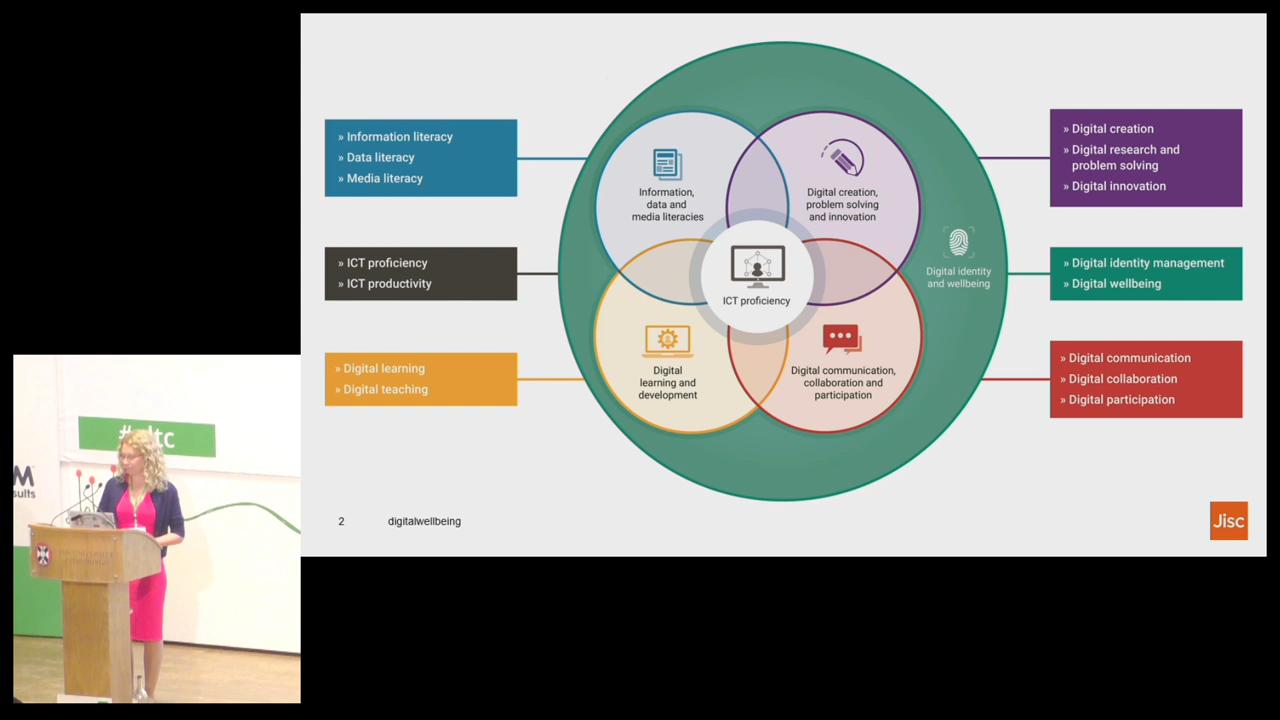 » Information literacy
» Data literacy
» Media literacy
» ICT proficiency
» ICT productivity
» Digital learning
» Digital teaching
Information,
data and
media literacies
Digital creation,
problem solving
and innovation
ICT proficiency
Digital identity
and wellbeing
Digital
learning and
development
Digital communication,
collaboration and
participation
» Digital creation
» Digital research and
problem solving
» Digital innovation
» Digital identity management
» Digital wellbeing
» Digital communication
» Digital collaboration
» Digital participation
2
digitalwellbeing
Jisc